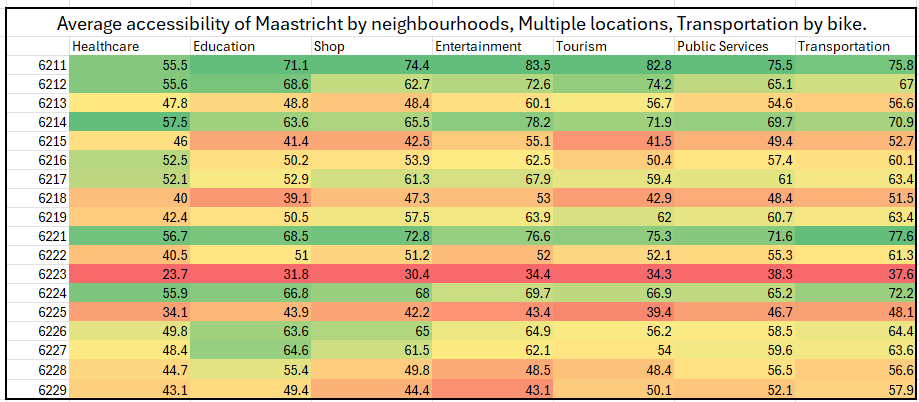 Average accessibility of Maastricht by neighbourhoods, Multiple locations, Transportation by bike.
Healthcare Education Shop Entertainment Tourism Public Services Transportation
6211 55.5 71.1 74.4 83.5 82.8 75.5 75.8
6212 55.6 68.6 62.7 72.6 74.2 65.1 67
6213 47.8 48.8 48.4 60.1 56.7 54.6 56.6
6214 57.5 63.6 65.5 78.2 71.9 69.7 70.9
6215 46 41.4 42.5 55.1 41.5 49.4 52.7
6216 52.5 50.2 53.9 62.5 50.4 57.4 60.1
6217 52.1 52.9 61.3 67.9 59.4 61 63.4
6218 40 39.1 47.3 53 42.9 48.4 51.5
6219 42.4 50.5 57.5 63.9 62 60.7 63.4
6221 56.7 68.5 72.8 76.6 75.3 71.6 77.6
6222 40.5 51 51.2 52 52.1 55.3 61.3
6223 23.7 31.8 30.4 34.4 34.3 38.3 37.6
6224 55.9 66.8 68 69.7 66.9 65.2 72.2
6225 34.1 43.9 42.2 43.4 39.4 46.7 48.1
6226 49.8 63.6 65 64.9 56.2 58.5 64.4
6227 48.4 64.6 61.5 62.1 54 59.6 63.6
6228 44.7 55.4 49.8 48.5 48.4 56.5 56.6
6229 43.1 49.4 44.4 43.1 50.1 52.1 57.9